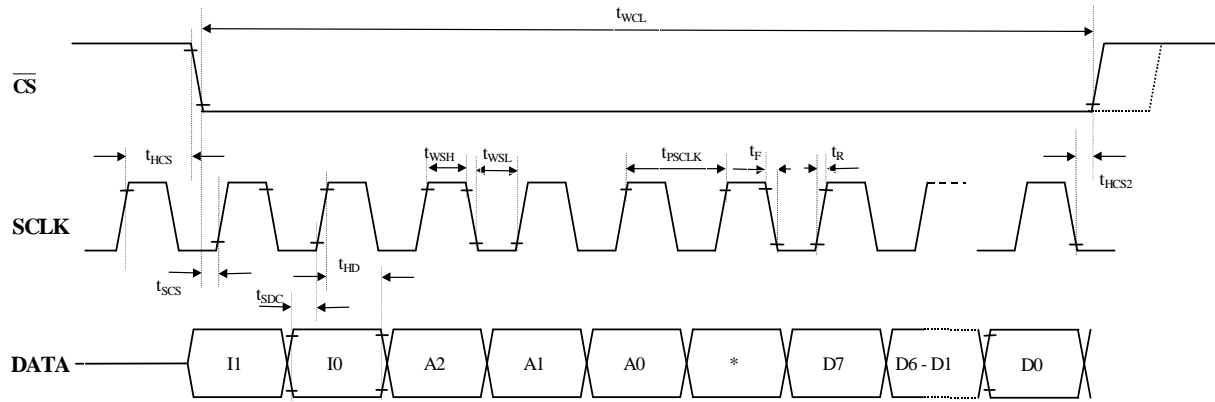 tWCL
CS
tHCS
tWSH
tWSL
tPSCLK
tF
tR
tHCS2
SCLK
tSCS
tSDC
tHD
DATA
I1
I0
A2
A1
A0
*
D7
D6 - D1
D0